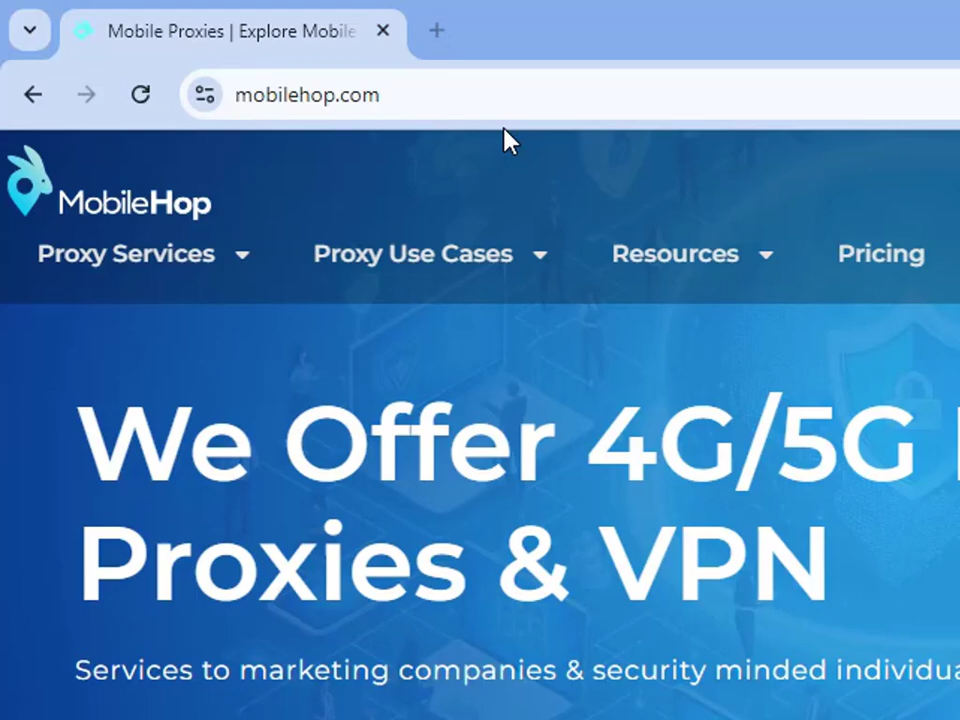 Mobile Proxies | Explore Mobile
mobilehop.com
MobileHop
Proxy Services
Proxy Use Cases
Resources
Pricing
We Offer 4G/5G
Proxies & VPN
Services to marketing companies & security minded